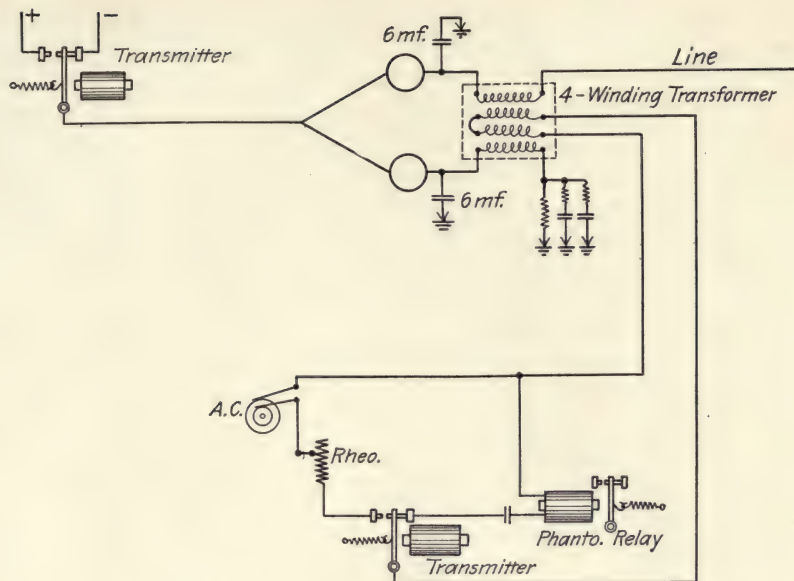 + −
Transmitter
6 mf.
Line
4-Winding Transformer
6 mf.
A.C.
Rheo.
Phanto. Relay
Transmitter